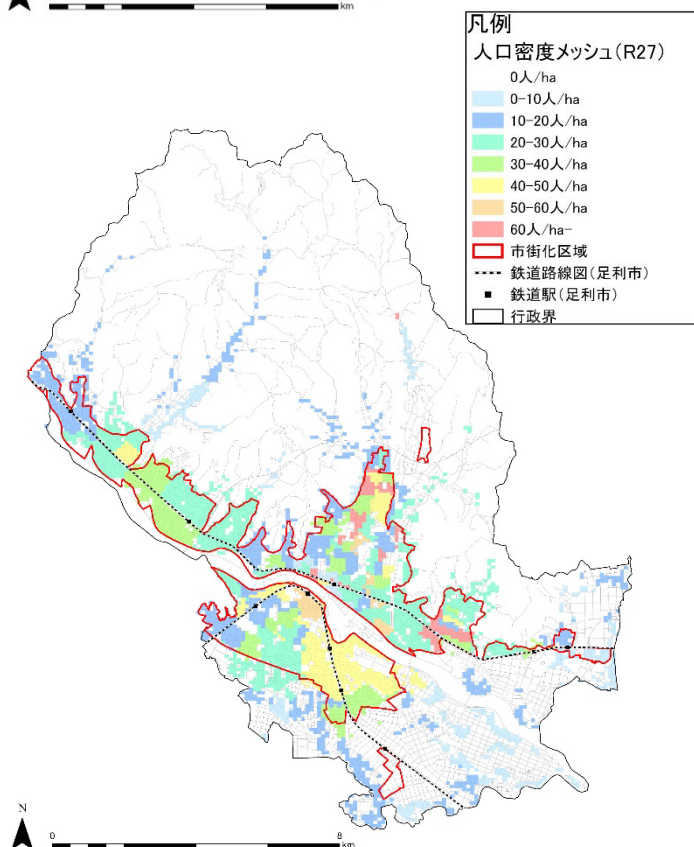 km
凡例
人口密度メッシュ(R27)
0人/ha
0-10人/ha
10-20人/ha
20-30人/ha
30-40人/ha
40-50人/ha
50-60人/ha
60人/ha-
市街化区域
鉄道路線図(足利市)
鉄道駅(足利市)
行政界
N
0 8
km